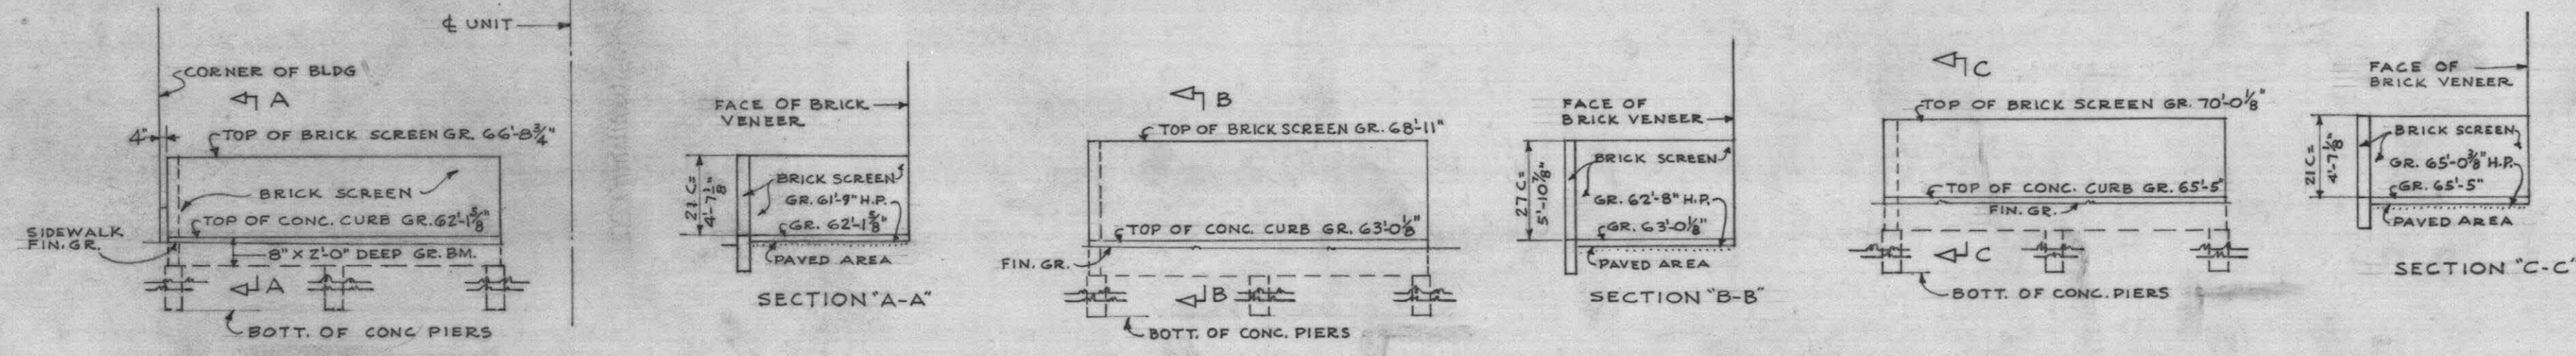 ℄ UNIT
CORNER OF BLDG
A
4"
TOP OF BRICK SCREEN GR. 66'-8¾"
BRICK SCREEN
TOP OF CONC. CURB GR. 62'-1⅝"
SIDEWALK
FIN. GR.
8" X 2'-0" DEEP GR. BM.
A
BOTT. OF CONC PIERS
FACE OF BRICK
VENEER
21 C =
4'-7⅛"
BRICK SCREEN
GR. 61'-9" H.P.
GR. 62'-1⅝"
PAVED AREA
SECTION "A-A"
B
TOP OF BRICK SCREEN GR. 68'-11"
TOP OF CONC. CURB GR. 63'-0⅛"
FIN. GR.
B
BOTT. OF CONC. PIERS
FACE OF
BRICK VENEER
27 C =
5'-10⅞"
BRICK SCREEN
GR. 62'-8" H.P.
GR. 63'-0⅛"
PAVED AREA
SECTION "B-B"
C
TOP OF BRICK SCREEN GR. 70'-0⅛"
TOP OF CONC. CURB GR. 65'-5"
FIN. GR.
C
BOTT. OF CONC. PIERS
FACE OF
BRICK VENEER
21 C =
4'-7⅛"
BRICK SCREEN
GR. 65'-0⅜" H.P.
GR. 65'-5"
PAVED AREA
SECTION "C-C"